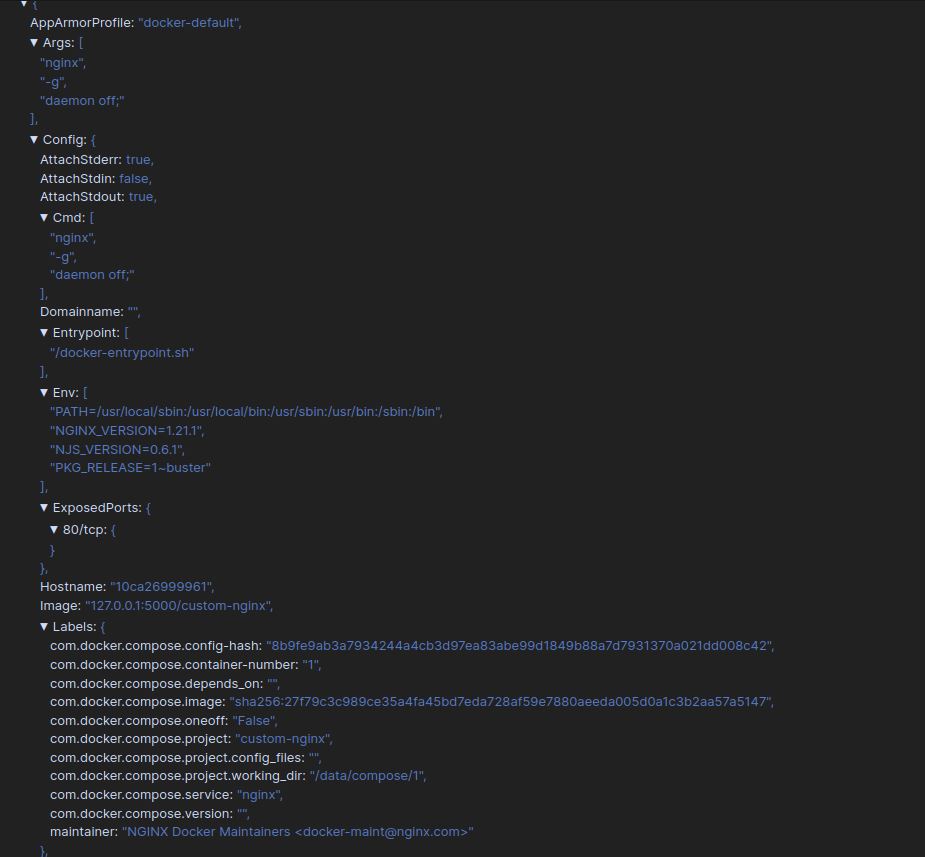 ▼ {
AppArmorProfile: "docker-default",
▼ Args: [
"nginx",
"-g",
"daemon off;"
],
▼ Config: {
AttachStderr: true,
AttachStdin: false,
AttachStdout: true,
▼ Cmd: [
"nginx",
"-g",
"daemon off;"
],
Domainname: "",
▼ Entrypoint: [
"/docker-entrypoint.sh"
],
▼ Env: [
"PATH=/usr/local/sbin:/usr/local/bin:/usr/sbin:/usr/bin:/sbin:/bin",
"NGINX_VERSION=1.21.1",
"NJS_VERSION=0.6.1",
"PKG_RELEASE=1~buster"
],
▼ ExposedPorts: {
▼ 80/tcp: {
}
},
Hostname: "10ca26999961",
Image: "127.0.0.1:5000/custom-nginx",
▼ Labels: {
com.docker.compose.config-hash: "8b9fe9ab3a7934244a4cb3d97ea83abe99d1849b88a7d7931370a021dd008c42",
com.docker.compose.container-number: "1",
com.docker.compose.depends_on: "",
com.docker.compose.image: "sha256:27f79c3c989ce35a4fa45bd7eda728af59e7880aeeda005d0a1c3b2aa57a5147",
com.docker.compose.oneoff: "False",
com.docker.compose.project: "custom-nginx",
com.docker.compose.project.config_files: "",
com.docker.compose.project.working_dir: "/data/compose/1",
com.docker.compose.service: "nginx",
com.docker.compose.version: "",
maintainer: "NGINX Docker Maintainers <docker-maint@nginx.com>"
},